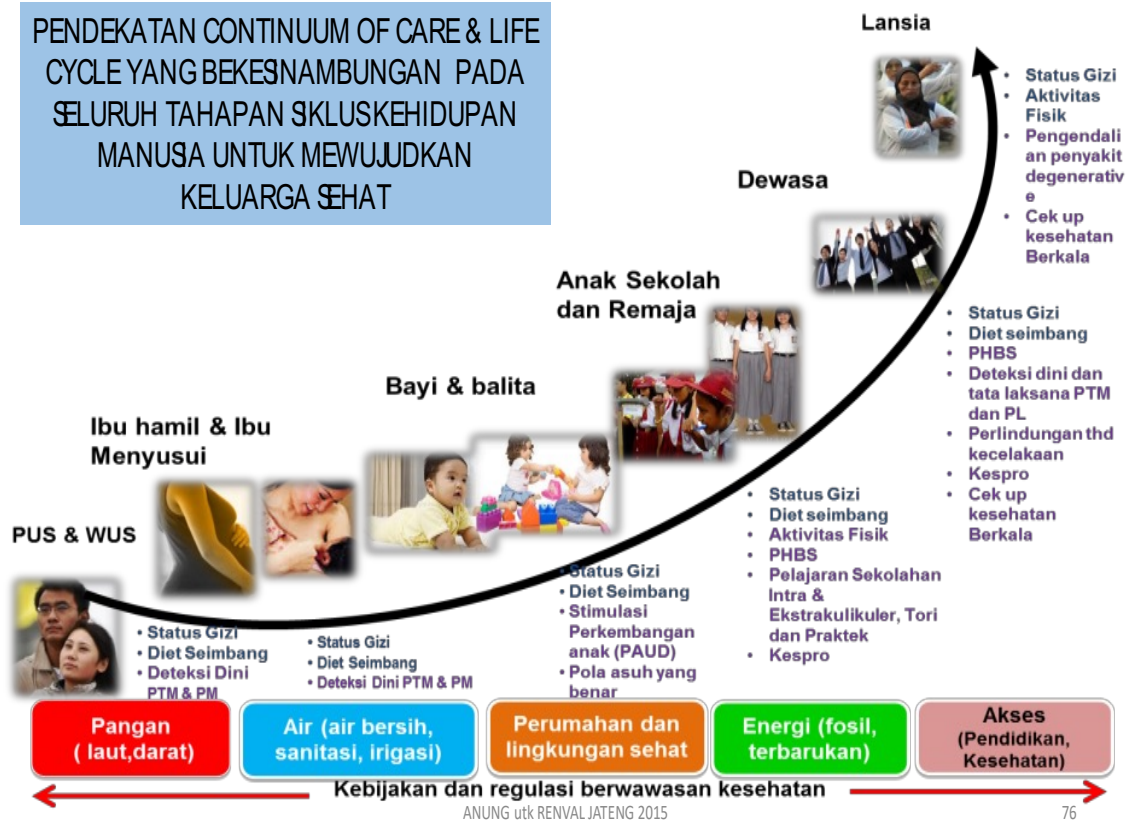 PENDEKATAN CONTINUUM OF CARE & LIFE
CYCLE YANG BEKESINAMBUNGAN PADA
SELURUH TAHAPAN SIKLUS KEHIDUPAN
MANUSIA UNTUK MEWUJUDKAN
KELUARGA SEHAT
Lansia
• Status Gizi
• Aktivitas
Fisik
• Pengendali
an penyakit
degenerativ
e
• Cek up
kesehatan
Berkala
Dewasa
• Status Gizi
• Diet seimbang
• PHBS
• Deteksi dini dan
tata laksana PTM
dan PL
• Perlindungan thd
kecelakaan
• Kespro
• Cek up
kesehatan
Berkala
Anak Sekolah
dan Remaja
• Status Gizi
• Diet seimbang
• Aktivitas Fisik
• PHBS
• Pelajaran Sekolahan
Intra &
Ekstrakulikuler, Tori
dan Praktek
• Kespro
Bayi & balita
• Status Gizi
• Diet Seimbang
• Stimulasi
Perkembangan
anak (PAUD)
• Pola asuh yang
benar
Ibu hamil & Ibu
Menyusui
• Status Gizi
• Diet Seimbang
• Deteksi Dini PTM & PM
PUS & WUS
• Status Gizi
• Diet Seimbang
• Deteksi Dini
PTM & PM
Pangan
( laut,darat)
Air (air bersih,
sanitasi, irigasi)
Perumahan dan
lingkungan sehat
Energi (fosil,
terbarukan)
Akses
(Pendidikan,
Kesehatan)
Kebijakan dan regulasi berwawasan kesehatan
ANUNG utk RENVAL JATENG 2015
76